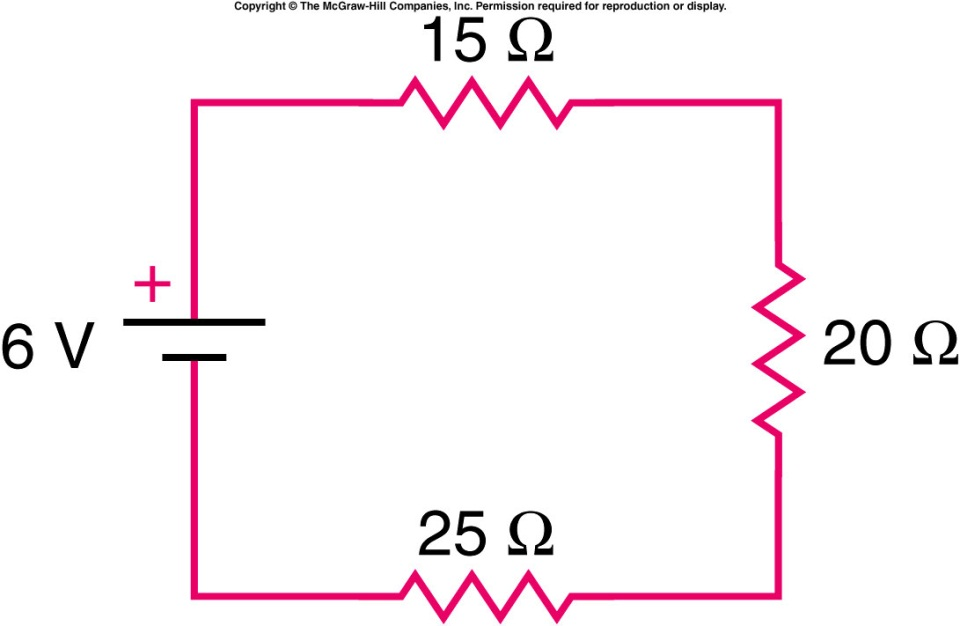 Copyright © The McGraw-Hill Companies, Inc. Permission required for reproduction or display.
15 Ω
+
6 V
20 Ω
25 Ω